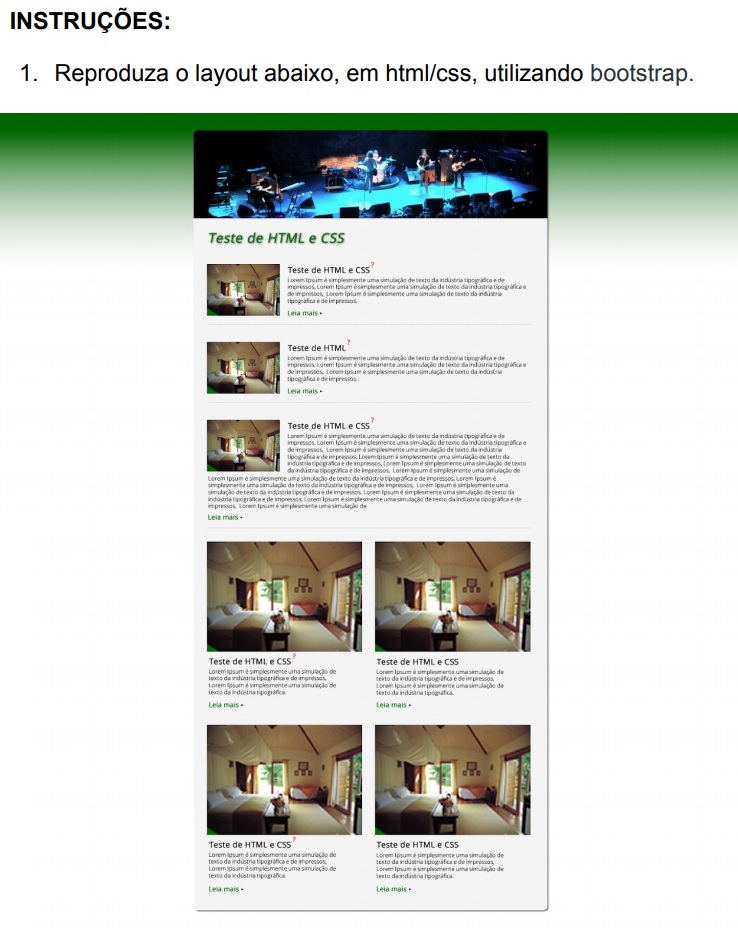 INSTRUÇÕES:
1. Reproduza o layout abaixo, em html/css, utilizando bootstrap.
Teste de HTML e CSS
Teste de HTML e CSS ?
Lorem Ipsum é simplesmente uma simulação de texto da indústria tipográfica e de
impressos, Lorem Ipsum é simplesmente uma simulação de texto da indústria tipográfica e
de impressos, Lorem Ipsum é simplesmente uma simulação de texto da indústria
tipográfica e de impressos.
Leia mais ▸
Teste de HTML ?
Lorem Ipsum é simplesmente uma simulação de texto da indústria tipográfica e de
impressos, Lorem Ipsum é simplesmente uma simulação de texto da indústria tipográfica e
de impressos, Lorem Ipsum é simplesmente uma simulação de texto da indústria
tipográfica e de impressos.
Leia mais ▸
Teste de HTML e CSS ?
Lorem Ipsum é simplesmente uma simulação de texto da indústria tipográfica e de
impressos, Lorem Ipsum é simplesmente uma simulação de texto da indústria tipográfica e
de impressos, Lorem Ipsum é simplesmente uma simulação de texto da indústria
tipográfica e de impressos. Lorem Ipsum é simplesmente uma simulação de texto da
indústria tipográfica e de impressos, Lorem Ipsum é simplesmente uma simulação de texto
da indústria tipográfica e de impressos, Lorem Ipsum é simplesmente uma simulação de
Lorem Ipsum é simplesmente uma simulação de texto da indústria tipográfica e de impressos, Lorem Ipsum é
simplesmente uma simulação de texto da indústria tipográfica e de impressos, Lorem Ipsum é simplesmente uma
simulação de texto da indústria tipográfica e de impressos. Lorem Ipsum é simplesmente uma simulação de texto da
indústria tipográfica e de impressos, Lorem Ipsum é simplesmente uma simulação de texto da indústria tipográfica e de
impressos, Lorem Ipsum é simplesmente uma simulação de
Leia mais ▸
Teste de HTML e CSS ?
Lorem Ipsum é simplesmente uma simulação de
texto da indústria tipográfica e de impressos,
Lorem Ipsum é simplesmente uma simulação de
texto da indústria tipográfica.
Leia mais ▸
Teste de HTML e CSS
Lorem Ipsum é simplesmente uma simulação de
texto da indústria tipográfica e de impressos,
Lorem Ipsum é simplesmente uma simulação de
texto da indústria tipográfica.
Leia mais ▸
Teste de HTML e CSS ?
Lorem Ipsum é simplesmente uma simulação de
texto da indústria tipográfica e de impressos,
Lorem Ipsum é simplesmente uma simulação de
texto da indústria tipográfica.
Leia mais ▸
Teste de HTML e CSS
Lorem Ipsum é simplesmente uma simulação de
texto da indústria tipográfica e de impressos,
Lorem Ipsum é simplesmente uma simulação de
texto da indústria tipográfica.
Leia mais ▸